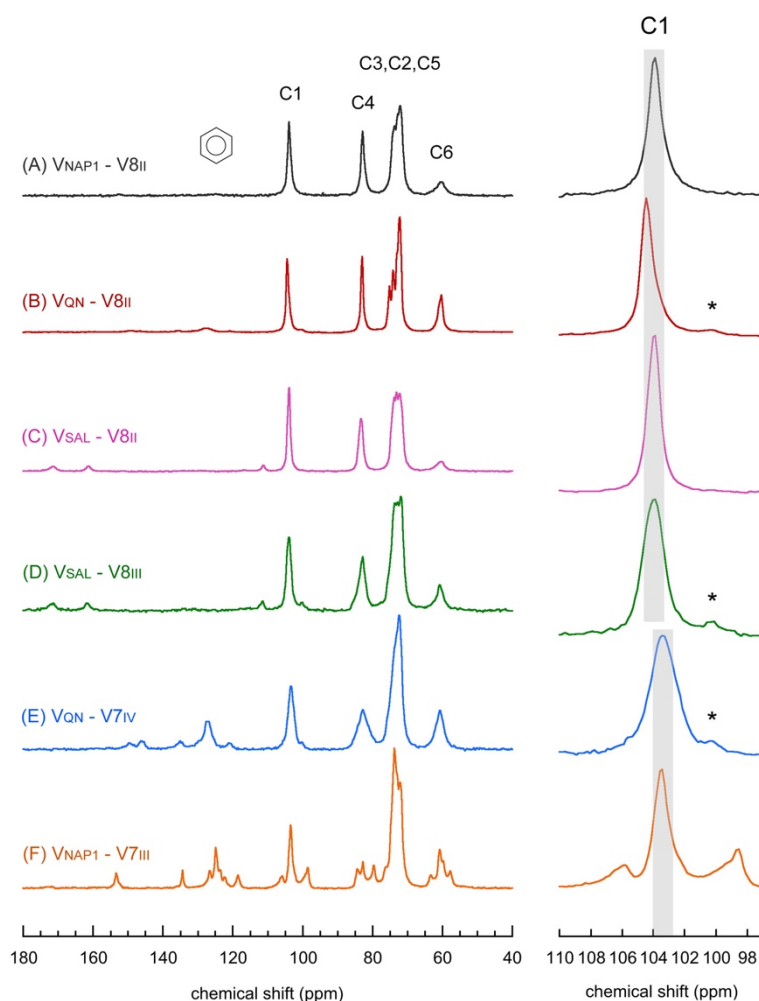 C1
C3,C2,C5
C1
C4
C6
(A) VNAP1 - V8II
(B) VQN - V8II
*
(C) VSAL - V8II
(D) VSAL - V8III
*
(E) VQN - V7IV
*
(F) VNAP1 - V7III
180 160 140 120 100 80 60 40
110 108 106 104 102 100 98
chemical shift (ppm)
chemical shift (ppm)